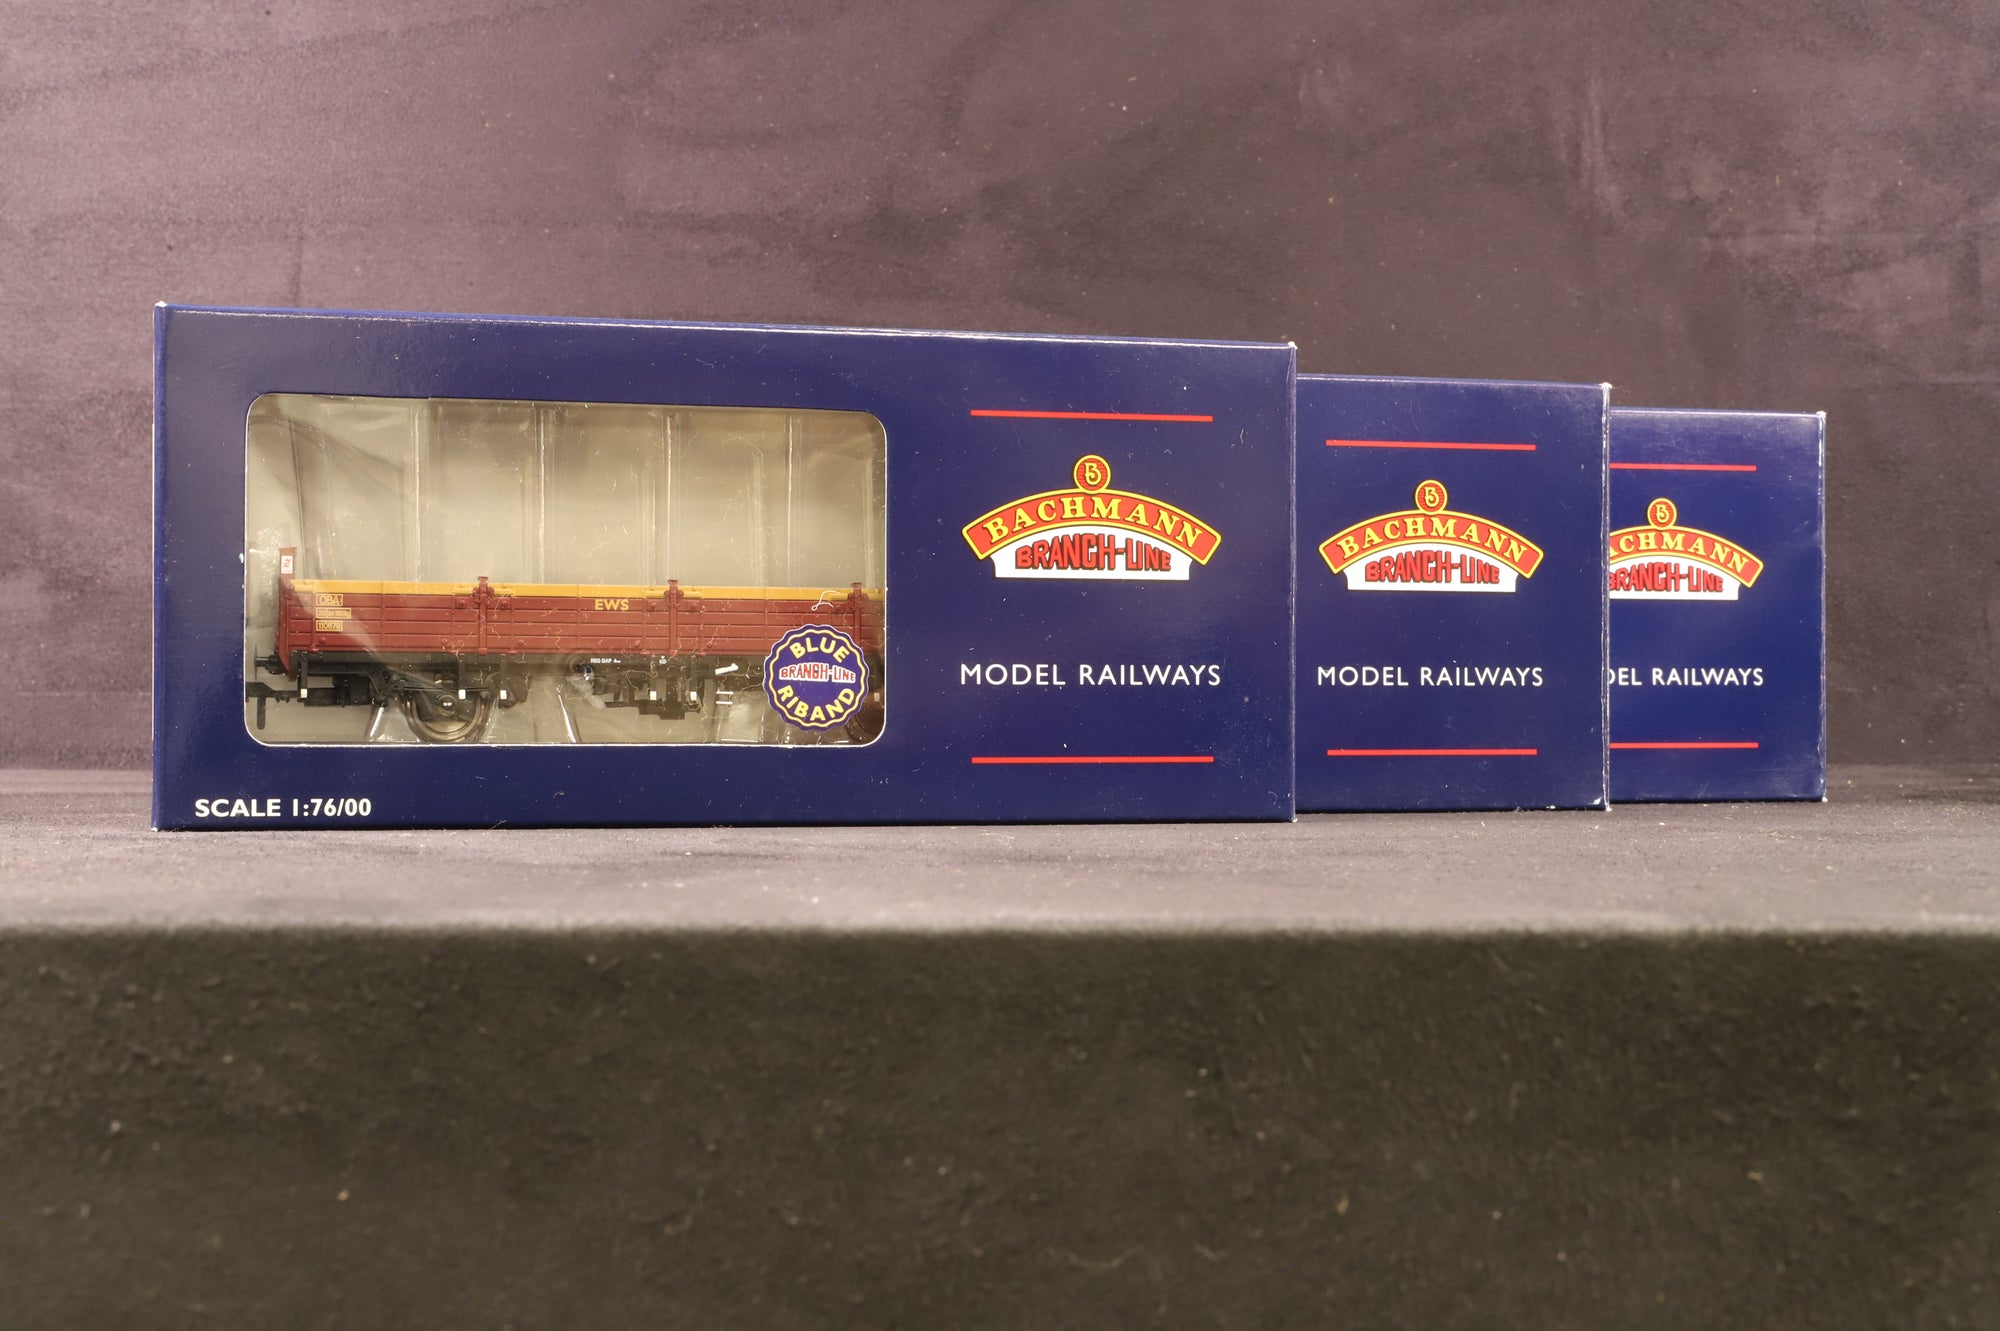 OBA
EWS
110678
BLUE
BRANCH-LINE
RIBAND
SCALE 1:76/00
B
BACHMANN
BRANCH-LINE
MODEL RAILWAYS
B
BACHMANN
BRANCH-LINE
MODEL RAILWAYS
B
ACHMANN
BRANCH-LINE
DEL RAILWAYS